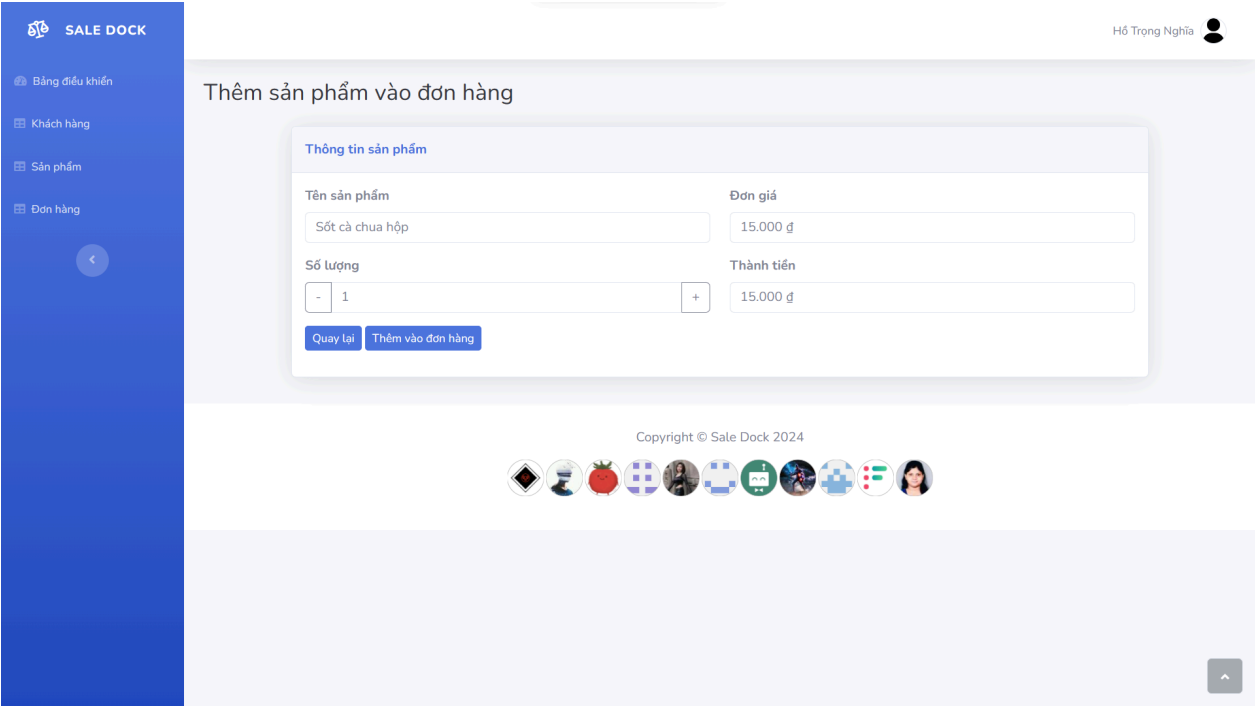 SALE DOCK
Hồ Trọng Nghĩa
Bảng điều khiển
Khách hàng
Sản phẩm
Đơn hàng
Thêm sản phẩm vào đơn hàng
Thông tin sản phẩm
Tên sản phẩm
Đơn giá
Sốt cà chua hộp
15.000 ₫
Số lượng
Thành tiền
- 1 +
15.000 ₫
Quay lại Thêm vào đơn hàng
Copyright © Sale Dock 2024